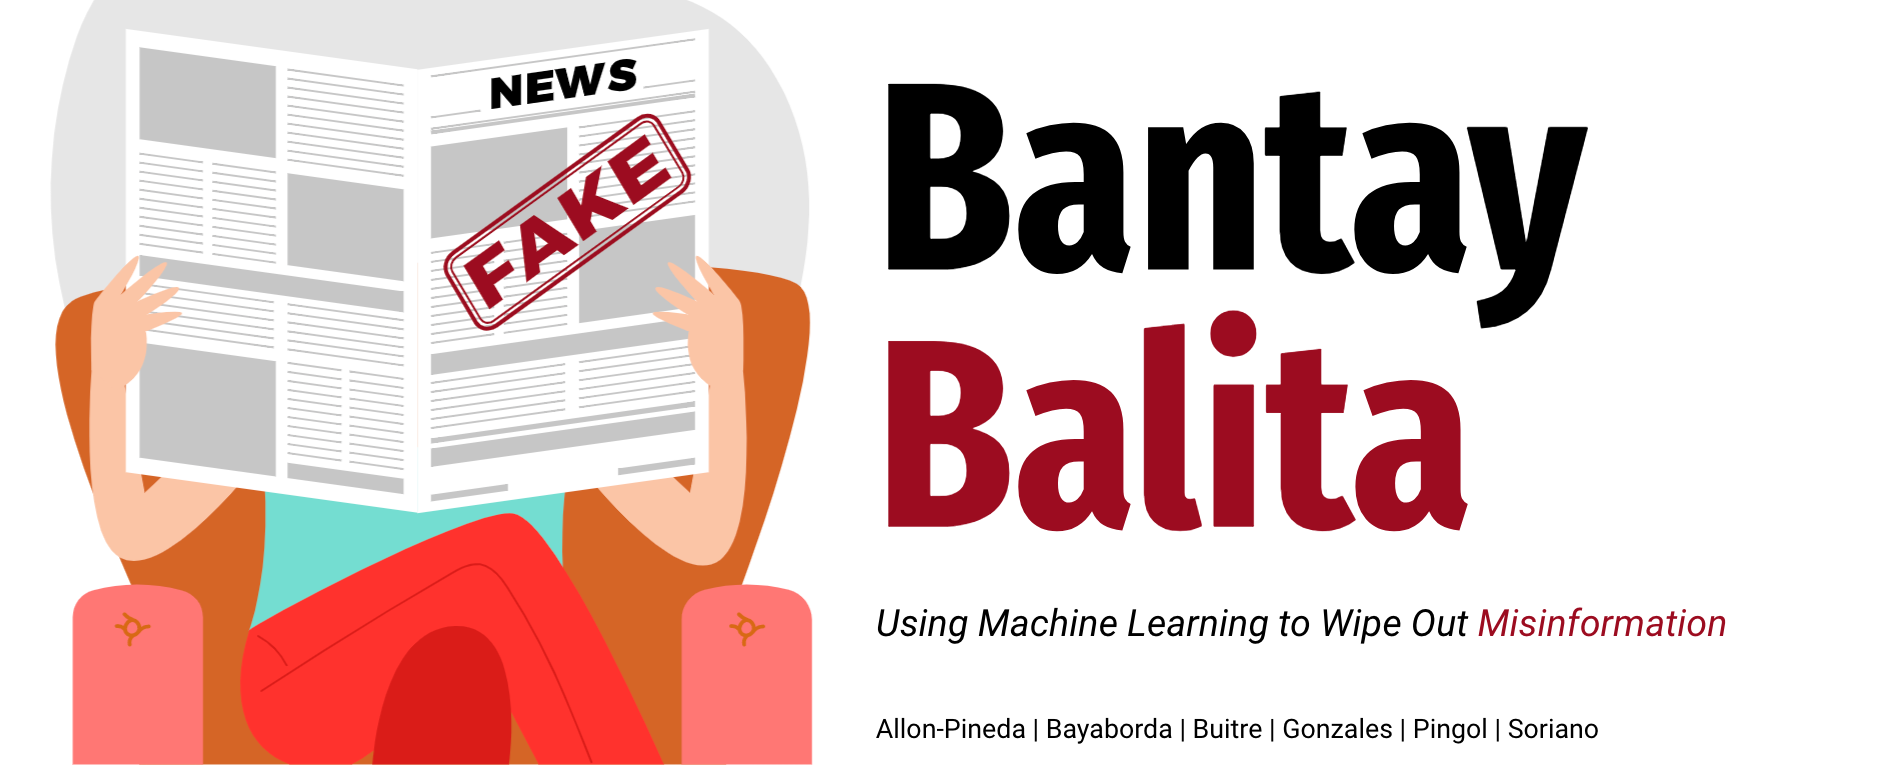 NEWS
FAKE
Bantay
Balita
Using Machine Learning to Wipe Out Misinformation
Allon-Pineda | Bayaborda | Buitre | Gonzales | Pingol | Soriano